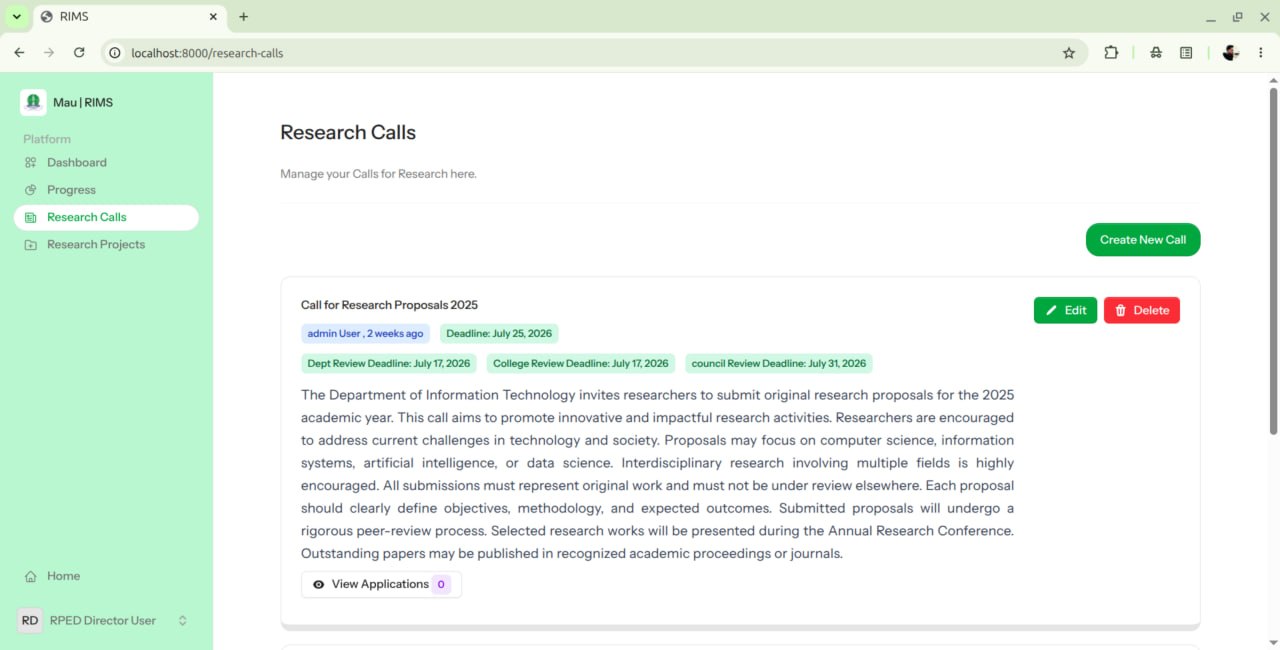 RIMS
localhost:8000/research-calls
Mau | RIMS
Platform
Dashboard
Progress
Research Calls
Research Projects
Home
RD RPED Director User
Research Calls
Manage your Calls for Research here.
Create New Call
Call for Research Proposals 2025
Edit
Delete
admin User , 2 weeks ago
Deadline: July 25, 2026
Dept Review Deadline: July 17, 2026
College Review Deadline: July 17, 2026
council Review Deadline: July 31, 2026
The Department of Information Technology invites researchers to submit original research proposals for the 2025
academic year. This call aims to promote innovative and impactful research activities. Researchers are encouraged
to address current challenges in technology and society. Proposals may focus on computer science, information
systems, artificial intelligence, or data science. Interdisciplinary research involving multiple fields is highly
encouraged. All submissions must represent original work and must not be under review elsewhere. Each proposal
should clearly define objectives, methodology, and expected outcomes. Submitted proposals will undergo a
rigorous peer-review process. Selected research works will be presented during the Annual Research Conference.
Outstanding papers may be published in recognized academic proceedings or journals.
View Applications 0